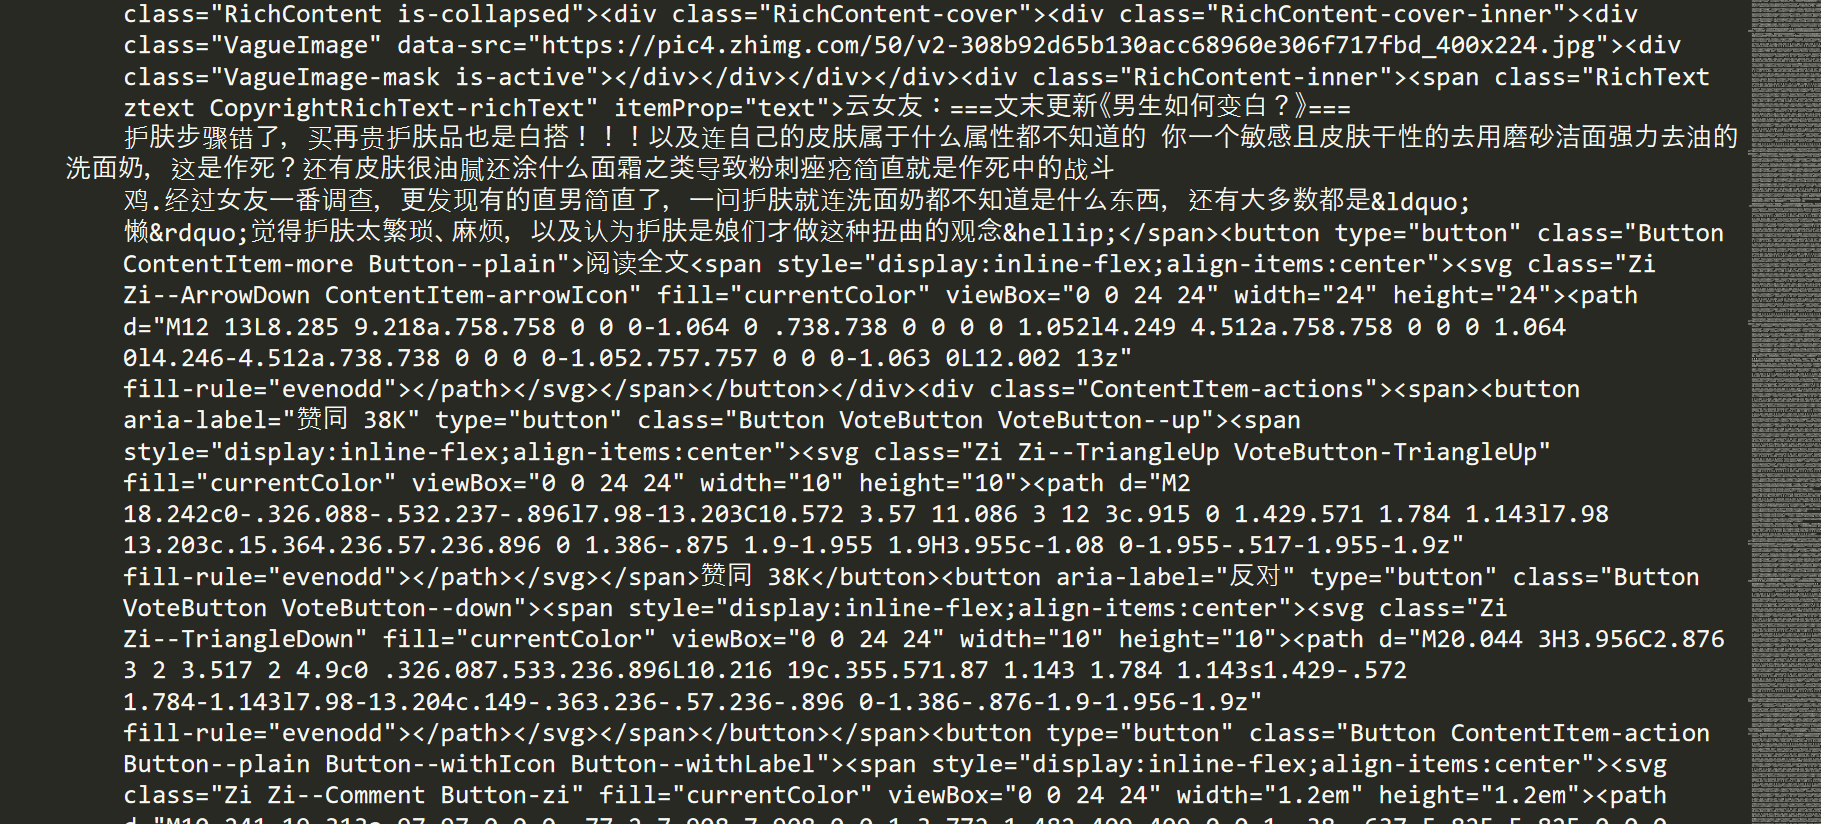 class="RichContent is-collapsed"><div class="RichContent-cover"><div class="RichContent-cover-inner"><div
class="VagueImage" data-src="https://pic4.zhimg.com/50/v2-308b92d65b130acc68960e306f717fbd_400x224.jpg"><div
class="VagueImage-mask is-active"></div></div></div></div><div class="RichContent-inner"><span class="RichText
ztext CopyrightRichText-richText" itemProp="text">云女友：===文末更新《男生如何变白？》===
护肤步骤错了，买再贵护肤品也是白搭！！！以及连自己的皮肤属于什么属性都不知道的 你一个敏感且皮肤干性的去用磨砂洁面强力去油的
洗面奶，这是作死？还有皮肤很油腻还涂什么面霜之类导致粉刺痤疮简直就是作死中的战斗
鸡.经过女友一番调查，更发现有的直男简直了，一问护肤就连洗面奶都不知道是什么东西，还有大多数都是&ldquo;
懒&rdquo;觉得护肤太繁琐、麻烦，以及认为护肤是娘们才做这种扭曲的观念&hellip;</span><button type="button" class="Button
ContentItem-more Button--plain">阅读全文<span style="display:inline-flex;align-items:center"><svg class="Zi
Zi--ArrowDown ContentItem-arrowIcon" fill="currentColor" viewBox="0 0 24 24" width="24" height="24"><path
d="M12 13L8.285 9.218a.758.758 0 0 0-1.064 0 .738.738 0 0 0 0 1.052l4.249 4.512a.758.758 0 0 0 1.064
0l4.246-4.512a.738.738 0 0 0 0-1.052.757.757 0 0 0-1.063 0L12.002 13z"
fill-rule="evenodd"></path></svg></span></button></div><div class="ContentItem-actions"><span><button
aria-label="赞同 38K" type="button" class="Button VoteButton VoteButton--up"><span
style="display:inline-flex;align-items:center"><svg class="Zi Zi--TriangleUp VoteButton-TriangleUp"
fill="currentColor" viewBox="0 0 24 24" width="10" height="10"><path d="M2
18.242c0-.326.088-.532.237-.896l7.98-13.203C10.572 3.57 11.086 3 12 3c.915 0 1.429.571 1.784 1.143l7.98
13.203c.15.364.236.57.236.896 0 1.386-.875 1.9-1.955 1.9H3.955c-1.08 0-1.955-.517-1.955-1.9z"
fill-rule="evenodd"></path></svg></span>赞同 38K</button><button aria-label="反对" type="button" class="Button
VoteButton VoteButton--down"><span style="display:inline-flex;align-items:center"><svg class="Zi
Zi--TriangleDown" fill="currentColor" viewBox="0 0 24 24" width="10" height="10"><path d="M20.044 3H3.956C2.876
3 2 3.517 2 4.9c0 .326.087.533.236.896L10.216 19c.355.571.87 1.143 1.784 1.143s1.429-.572
1.784-1.143l7.98-13.204c.149-.363.236-.57.236-.896 0-1.386-.876-1.9-1.956-1.9z"
fill-rule="evenodd"></path></svg></span></button></span><button type="button" class="Button ContentItem-action
Button--plain Button--withIcon Button--withLabel"><span style="display:inline-flex;align-items:center"><svg
class="Zi Zi--Comment Button-zi" fill="currentColor" viewBox="0 0 24 24" width="1.2em" height="1.2em"><path